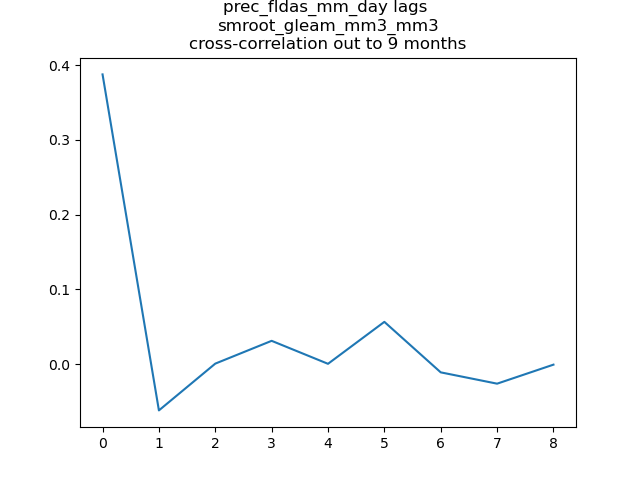 prec_fldas_mm_day lags
smroot_gleam_mm3_mm3
cross-correlation out to 9 months
0.4
0.3
0.2
0.1
0.0
0 1 2 3 4 5 6 7 8